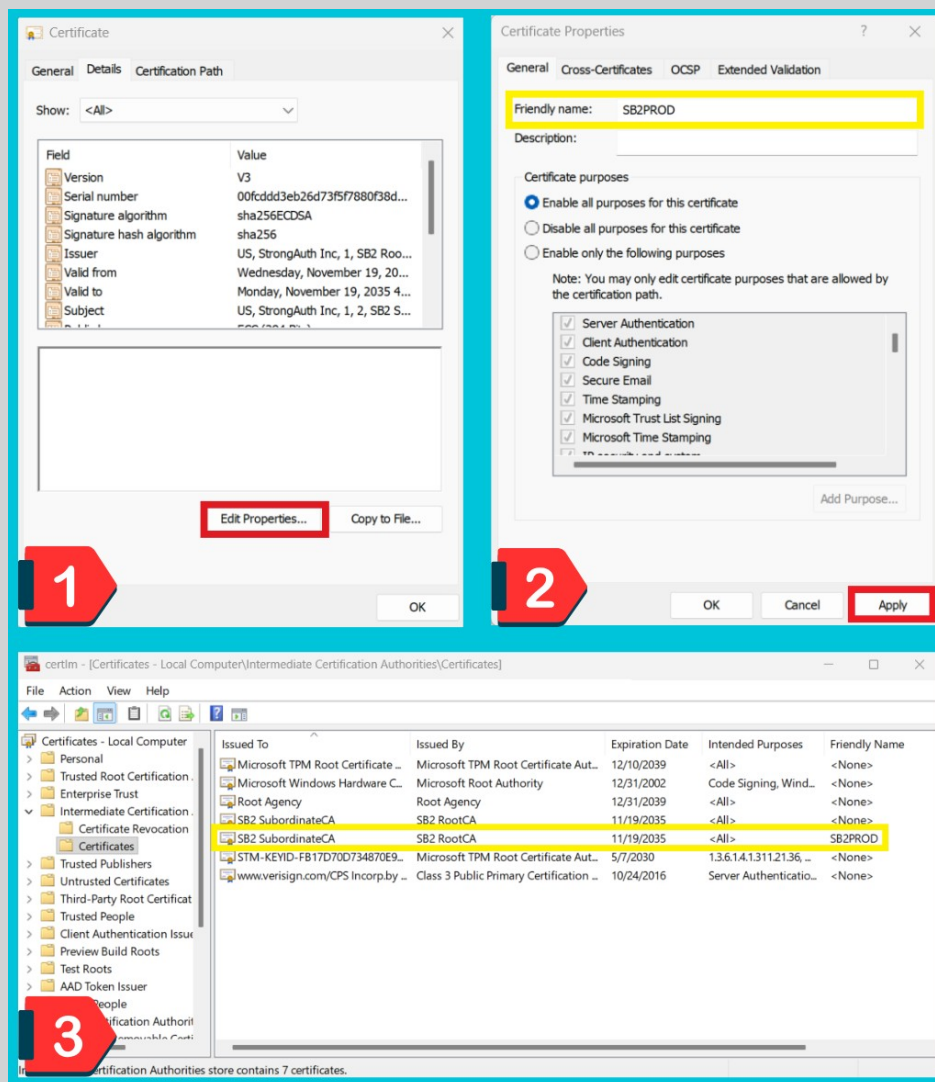 Certificate
General Details Certification Path
Show: <All>
Field Value
Version V3
Serial number 00fcddd3eb26d73f5f7880f38d...
Signature algorithm sha256ECDSA
Signature hash algorithm sha256
Issuer US, StrongAuth Inc, 1, SB2 Roo...
Valid from Wednesday, November 19, 20...
Valid to Monday, November 19, 2035 4...
Subject US, StrongAuth Inc, 1, 2, SB2 S...
Edit Properties... Copy to File...
1
OK
Certificate Properties ?
General Cross-Certificates OCSP Extended Validation
Friendly name: SB2PROD
Description:
Certificate purposes
Enable all purposes for this certificate
Disable all purposes for this certificate
Enable only the following purposes
Note: You may only edit certificate purposes that are allowed by
the certification path.
Server Authentication
Client Authentication
Code Signing
Secure Email
Time Stamping
Microsoft Trust List Signing
Microsoft Time Stamping
Add Purpose...
2
OK Cancel Apply
certlm - [Certificates - Local Computer\Intermediate Certification Authorities\Certificates]
File Action View Help
Certificates - Local Computer
Personal
Trusted Root Certification .
Enterprise Trust
Intermediate Certification .
Certificate Revocation
Certificates
Trusted Publishers
Untrusted Certificates
Third-Party Root Certificat
Trusted People
Client Authentication Issue
Preview Build Roots
Test Roots
AAD Token Issuer
People
ification Authorit
3
Issued To Issued By Expiration Date Intended Purposes Friendly Name
Microsoft TPM Root Certificate ... Microsoft TPM Root Certificate Aut... 12/10/2039 <All> <None>
Microsoft Windows Hardware C... Microsoft Root Authority 12/31/2002 Code Signing, Wind... <None>
Root Agency Root Agency 12/31/2039 <All> <None>
SB2 SubordinateCA SB2 RootCA 11/19/2035 <All> <None>
SB2 SubordinateCA SB2 RootCA 11/19/2035 <All> SB2PROD
STM-KEYID-FB17D70D734870E9... Microsoft TPM Root Certificate Aut... 5/7/2030 1.3.6.1.4.1.311.21.36, ... <None>
www.verisign.com/CPS Incorp.by ... Class 3 Public Primary Certification ... 10/24/2016 Server Authenticatio... <None>
ertification Authorities store contains 7 certificates.